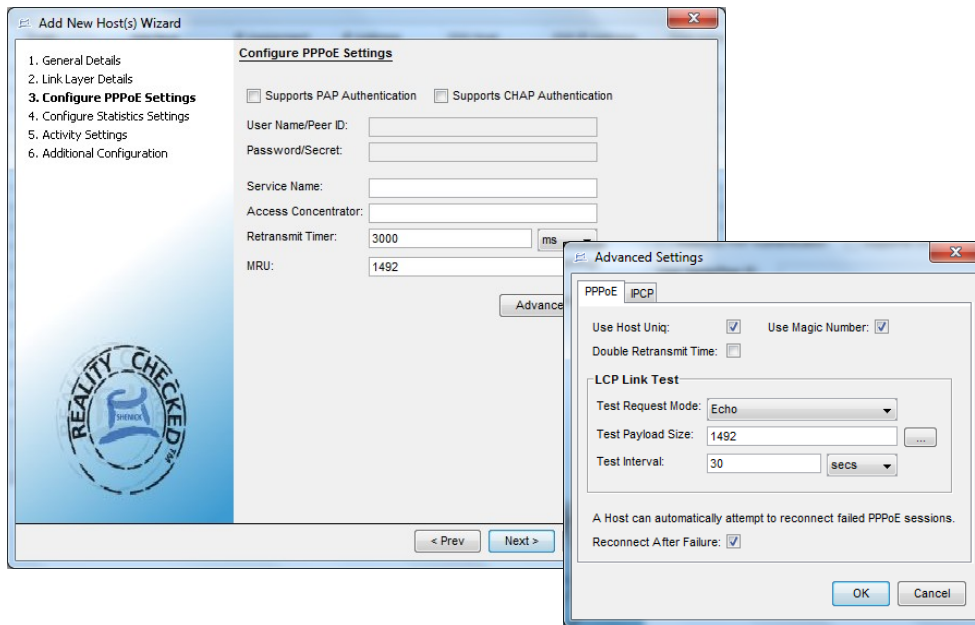 Add New Host(s) Wizard
1. General Details
2. Link Layer Details
3. Configure PPPoE Settings
4. Configure Statistics Settings
5. Activity Settings
6. Additional Configuration
REALITY CHECKED™
SHENICK
Configure PPPoE Settings
Supports PAP Authentication Supports CHAP Authentication
User Name/Peer ID:
Password/Secret:
Service Name:
Access Concentrator:
Retransmit Timer: 3000 ms
MRU: 1492
Advance
< Prev Next >
Advanced Settings
PPPoE IPCP
Use Host Uniq: Use Magic Number:
Double Retransmit Time:
LCP Link Test
Test Request Mode: Echo
Test Payload Size: 1492 ...
Test Interval: 30 secs
A Host can automatically attempt to reconnect failed PPPoE sessions.
Reconnect After Failure:
OK Cancel